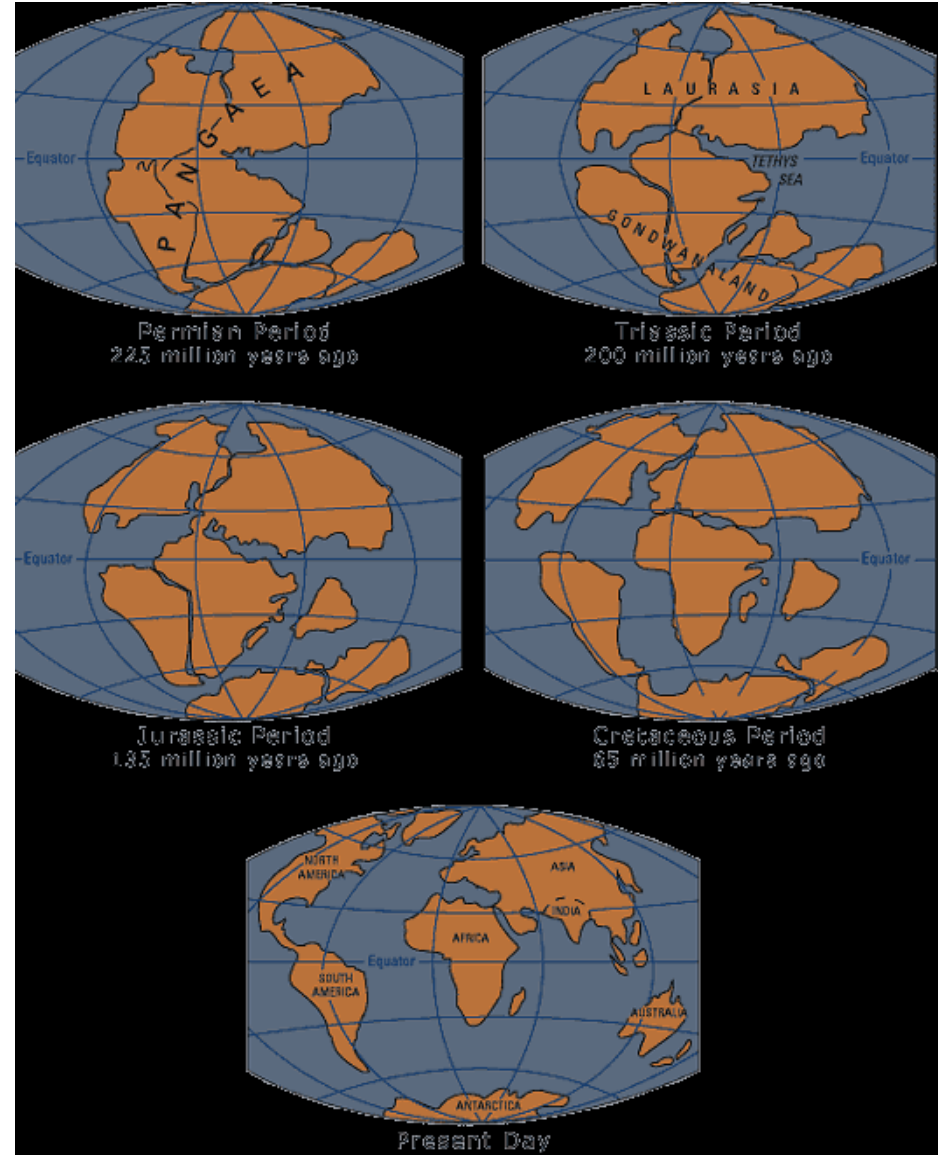 PANGAEA
Equator
Permian Period
225 million years ago
LAURASIA
TETHYS
SEA
Equator
GONDWANALAND
Triassic Period
200 million years ago
Equator
Jurassic Period
135 million years ago
Equator
Cretaceous Period
65 million years ago
NORTH
AMERICA
ASIA
INDIA
AFRICA
Equator
SOUTH
AMERICA
AUSTRALIA
ANTARCTICA
Present Day